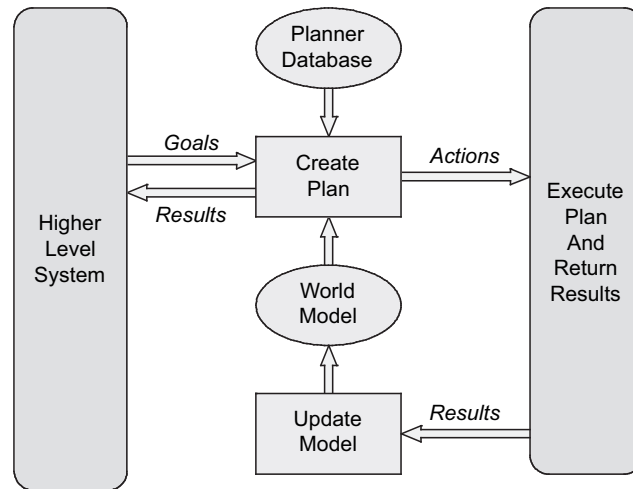 Planner
Database
Goals
Create
Plan
Actions
Results
Higher
Level
System
Execute
Plan
And
Return
Results
World
Model
Update
Model
Results